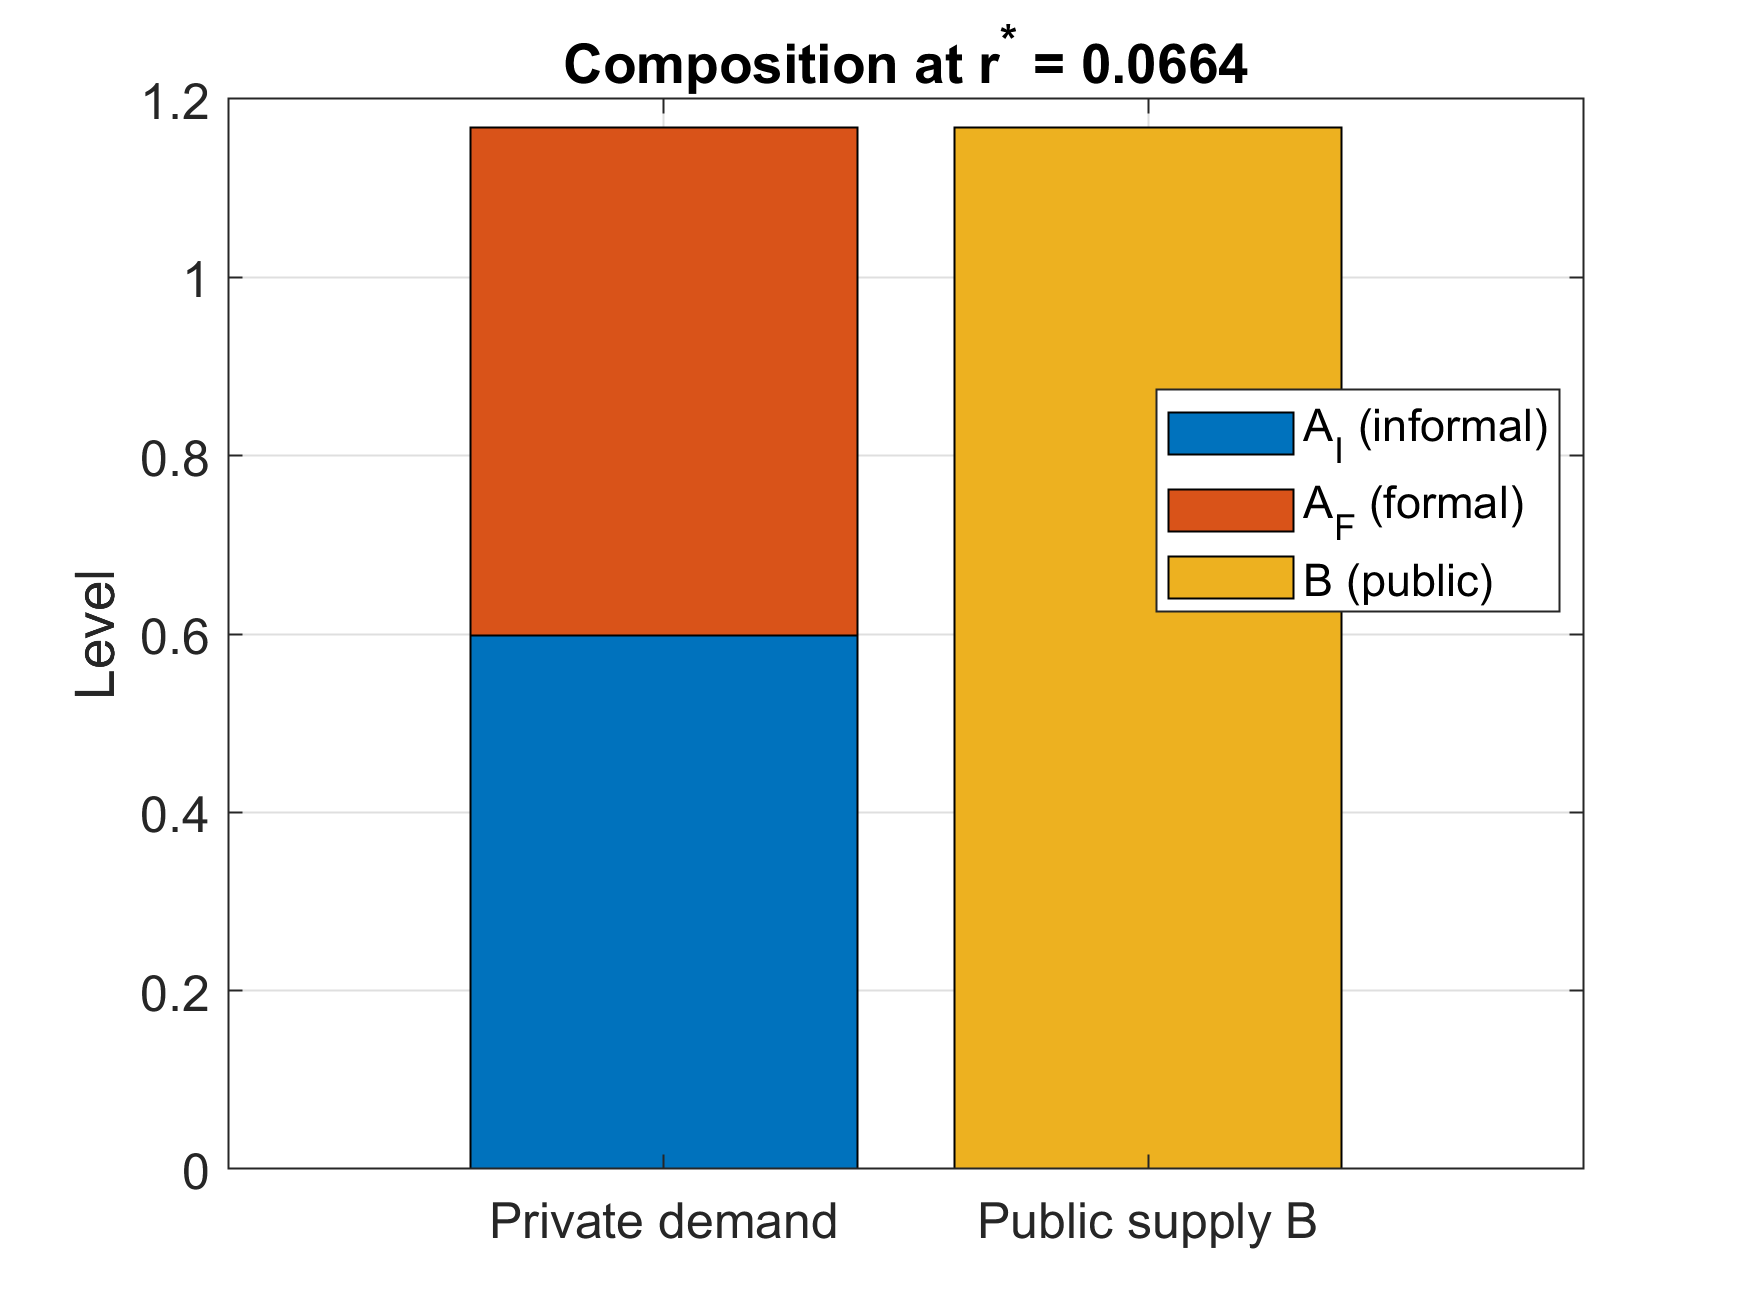 Composition at r* = 0.0664
1.2
1
0.8
0.6
0.4
0.2
0
Level
A_I (informal)
A_F (formal)
B (public)
Private demand
Public supply B